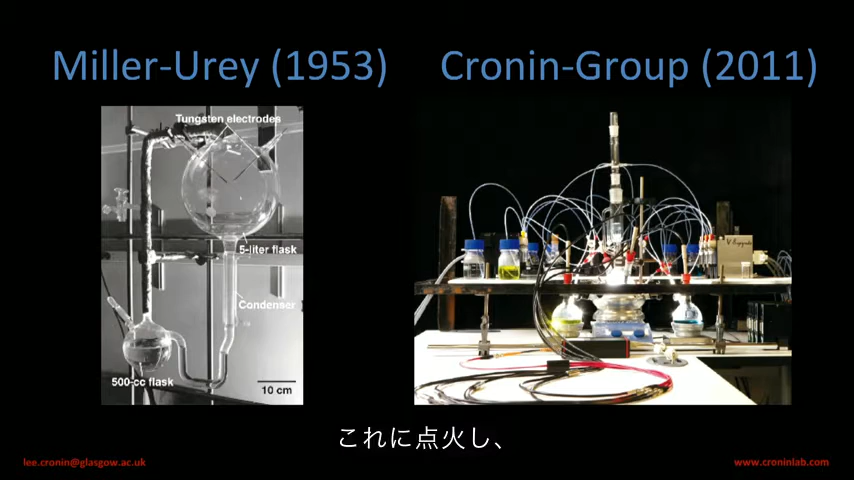 Miller-Urey (1953)
Cronin-Group (2011)
Tungsten electrodes
5-liter flask
Condenser
500-cc flask
10 cm
これに点火し、
lee.cronin@glasgow.ac.uk
www.croninlab.com